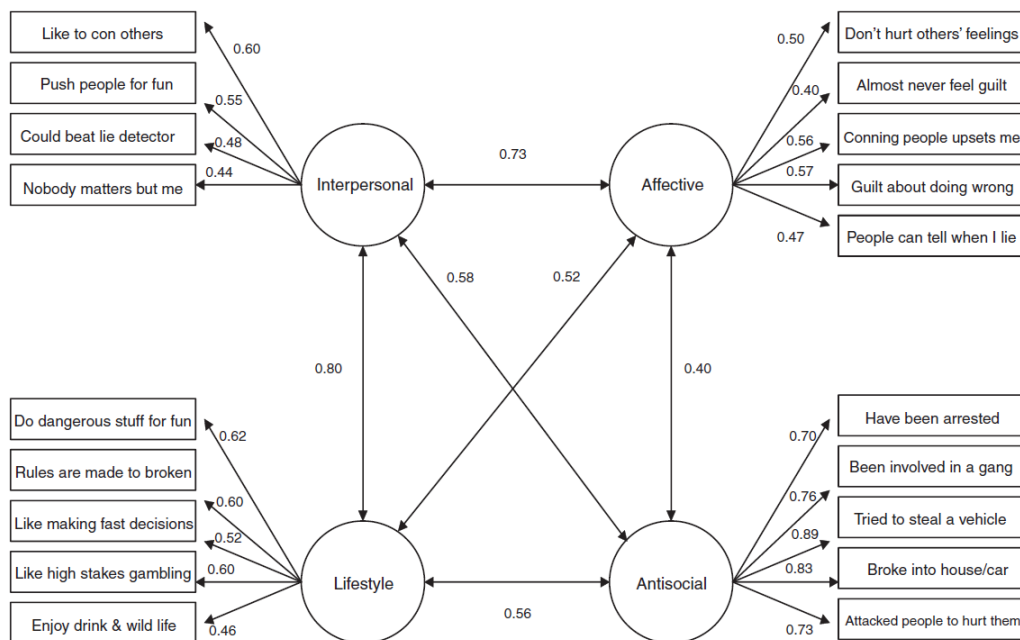 Like to con others
0.60
Push people for fun
0.55
Could beat lie detector
0.48
Nobody matters but me
0.44
Interpersonal
0.73
Affective
0.50
Don't hurt others' feelings
0.40
Almost never feel guilt
0.56
Conning people upsets me
0.57
Guilt about doing wrong
0.47
People can tell when I lie
0.58
0.52
0.80
0.40
Do dangerous stuff for fun
0.62
Rules are made to broken
0.60
Like making fast decisions
0.52
Like high stakes gambling
0.60
Enjoy drink & wild life
0.46
Lifestyle
0.56
Antisocial
0.70
Have been arrested
0.76
Been involved in a gang
0.89
Tried to steal a vehicle
0.83
Broke into house/car
0.73
Attacked people to hurt them